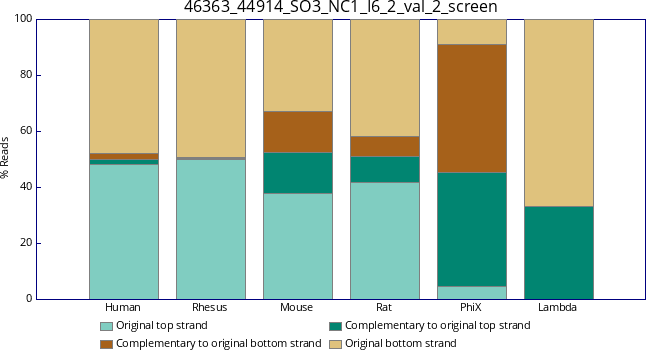 46363_44914_SO3_NC1_I6_2_val_2_screen
100
80
60
40
20
0
% Reads
Human Rhesus Mouse Rat PhiX Lambda
Original top strand Complementary to original top strand
Complementary to original bottom strand Original bottom strand